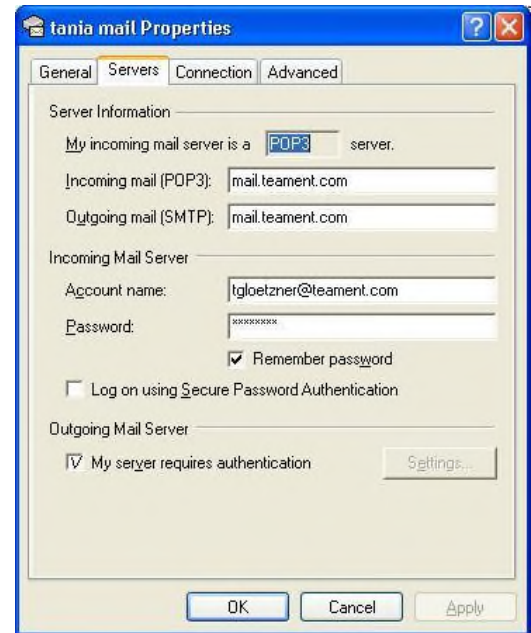 tania mail Properties
General Servers Connection Advanced
Server Information
My incoming mail server is a POP3 server.
Incoming mail (POP3): mail.teament.com
Outgoing mail (SMTP): mail.teament.com
Incoming Mail Server
Account name: tgloetzner@teament.com
Password: ********
Remember password
Log on using Secure Password Authentication
Outgoing Mail Server
My server requires authentication Settings...
OK Cancel Apply